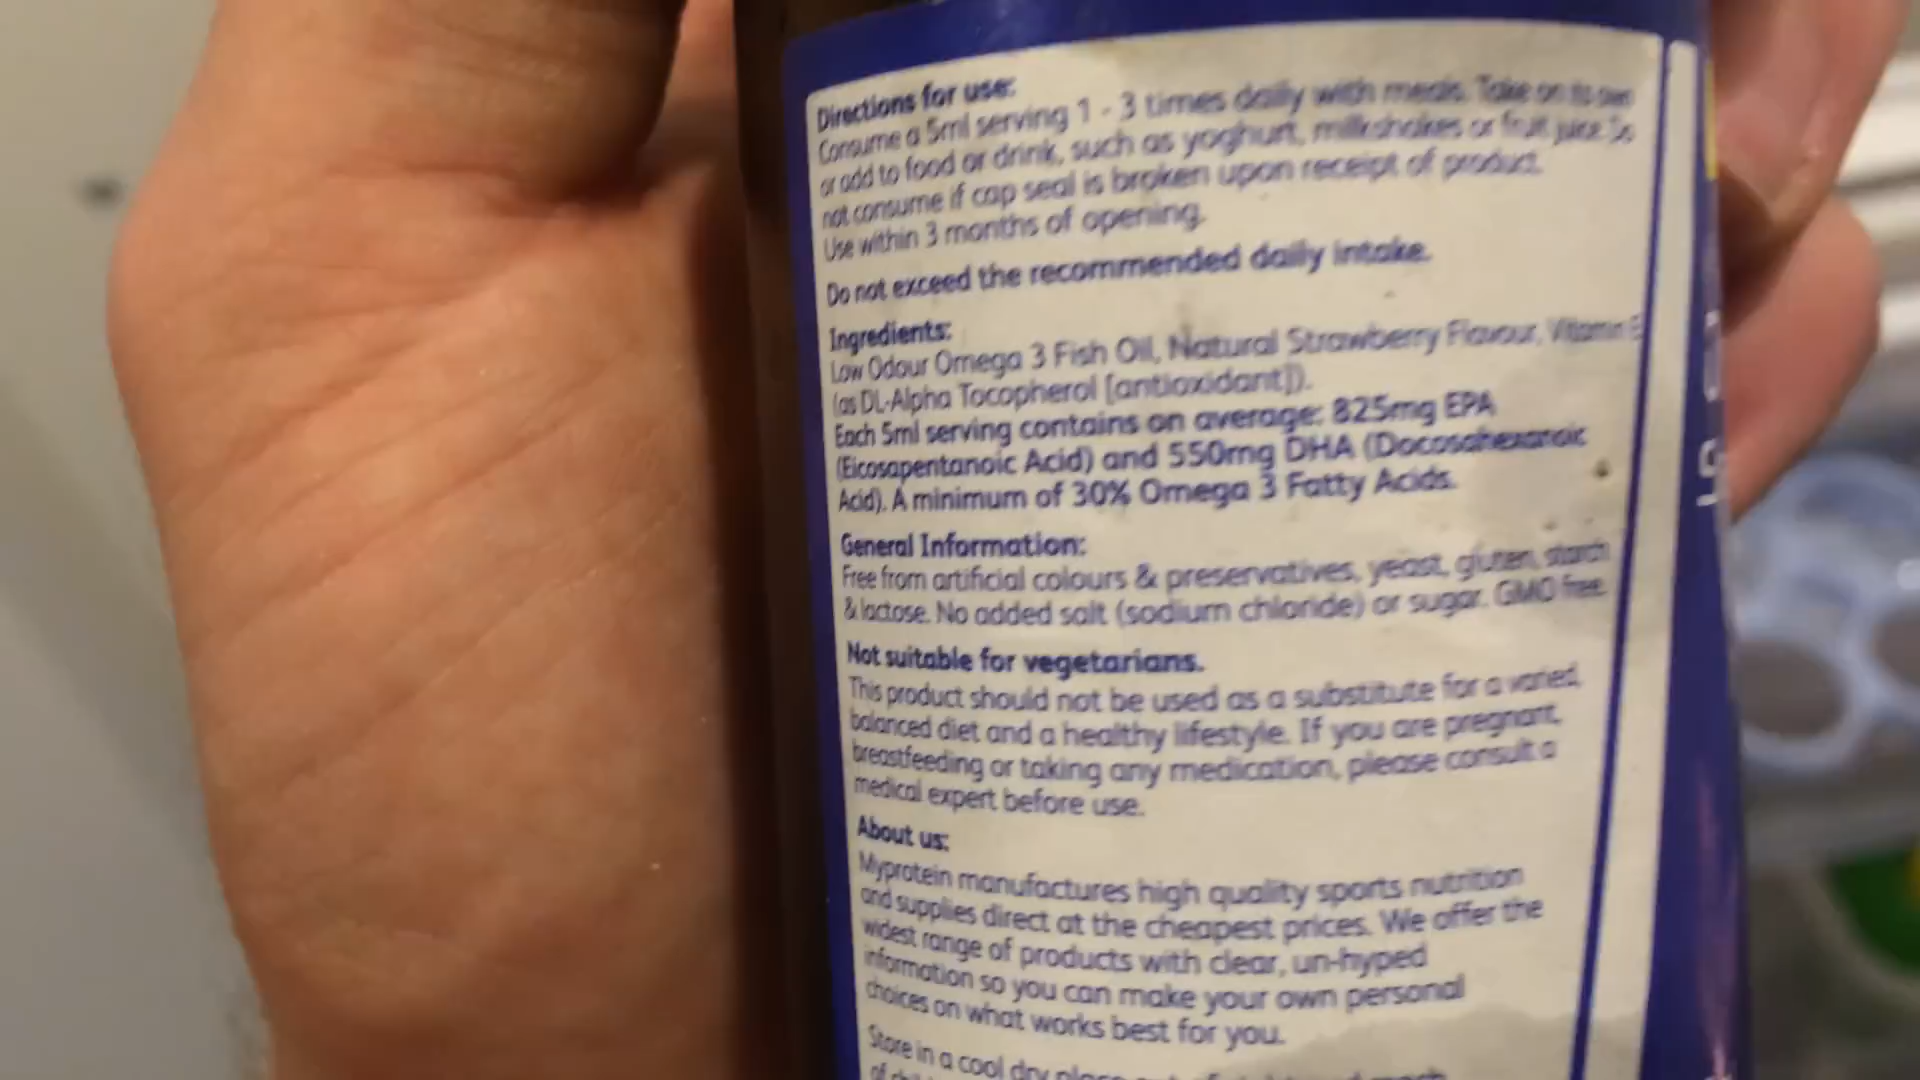 Directions for use:
Consume a 5ml serving 1 - 3 times daily with meals. Take on its own
or add to food or drink, such as yoghurt, milkshakes or fruit juice. Do
not consume if cap seal is broken upon receipt of product.
Use within 3 months of opening.
Do not exceed the recommended daily intake.
Ingredients:
Low Odour Omega 3 Fish Oil, Natural Strawberry Flavour, Vitamin E
(as DL-Alpha Tocopherol [antioxidant]).
Each 5ml serving contains on average: 825mg EPA
(Eicosapentanoic Acid) and 550mg DHA (Docosahexanoic
Acid). A minimum of 30% Omega 3 Fatty Acids.
General Information:
Free from artificial colours & preservatives, yeast, gluten, starch
& lactose. No added salt (sodium chloride) or sugar. GMO free.
Not suitable for vegetarians.
This product should not be used as a substitute for a varied,
balanced diet and a healthy lifestyle. If you are pregnant,
breastfeeding or taking any medication, please consult a
medical expert before use.
About us:
Myprotein manufactures high quality sports nutrition
and supplies direct at the cheapest prices. We offer the
widest range of products with clear, un-hyped
information so you can make your own personal
choices on what works best for you.
Store in a cool dry place